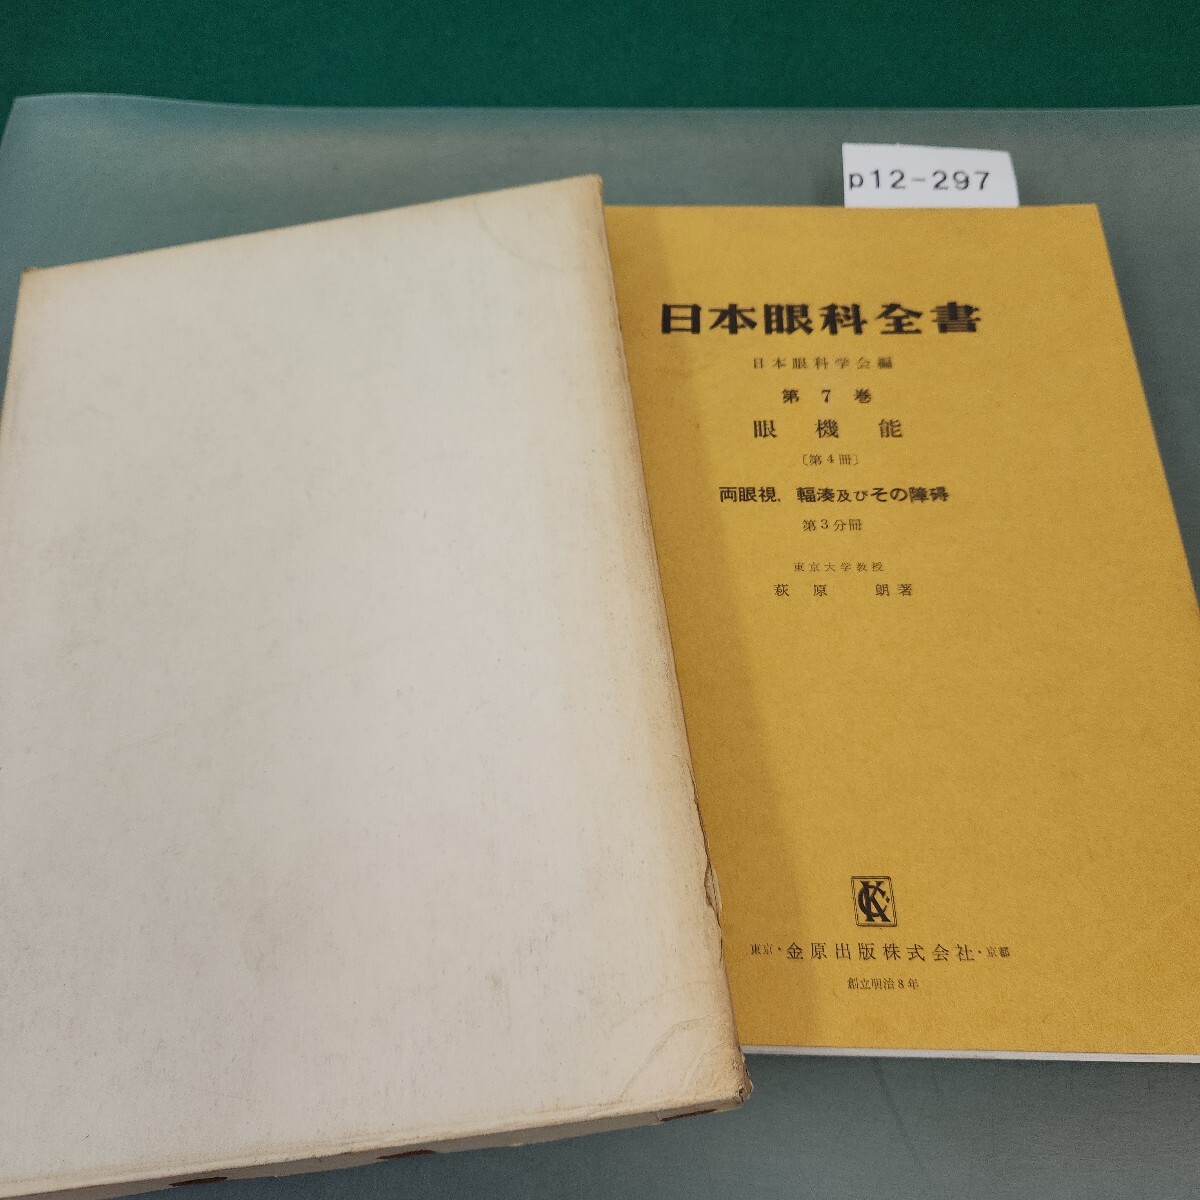 p12-297
日本眼科全書
日本眼科学会編
第7巻
眼機能
〔第4冊〕
両眼視，輻湊及びその障碍
第3分冊
東京大学教授
萩原 朗著
東京・金原出版株式会社・京都
創立明治8年